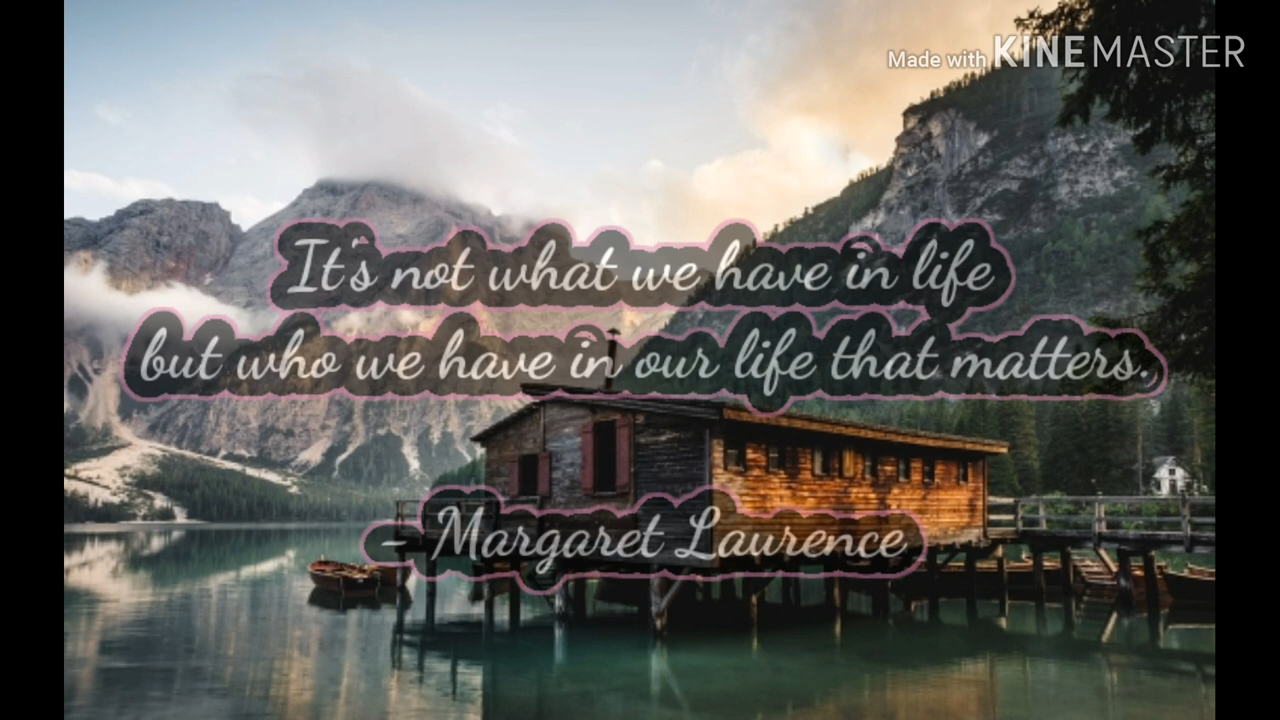 Made with KINEMASTER
It's not what we have in life
but who we have in our life that matters.
- Margaret Laurence